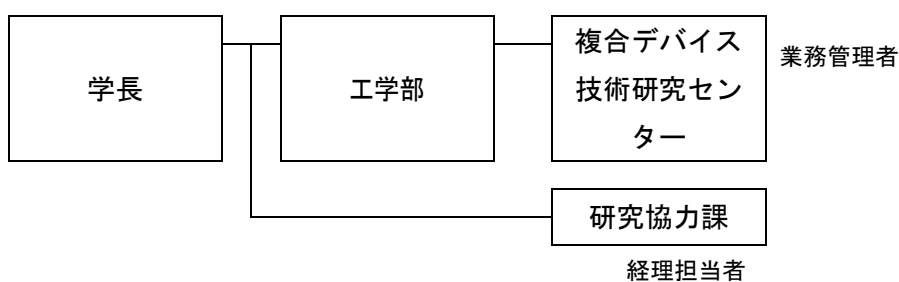 学長
工学部
複合デバイス
技術研究セン
ター
業務管理者
研究協力課
経理担当者